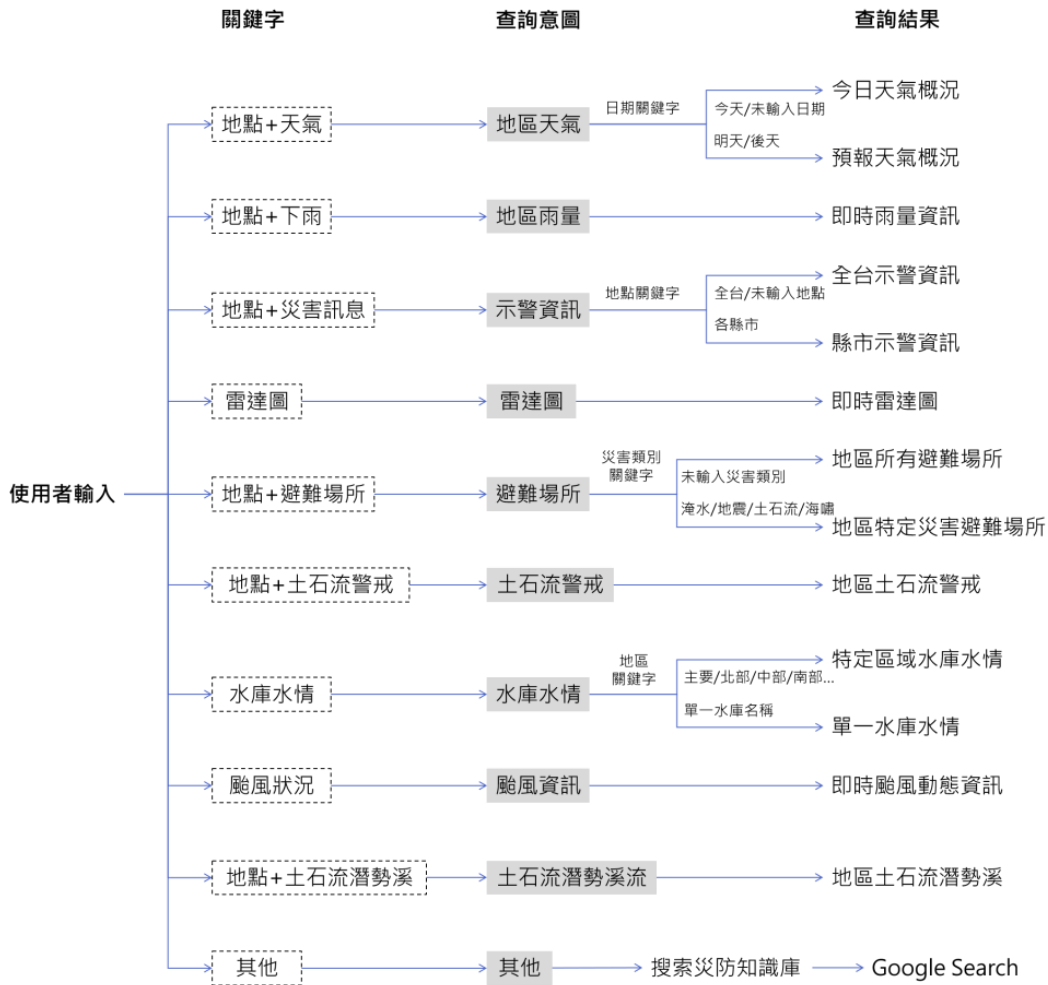 關鍵字
查詢意圖
查詢結果
使用者輸入
地點+天氣
地區天氣
日期關鍵字
今天/未輸入日期
今日天氣概況
明天/後天
預報天氣概況
地點+下雨
地區雨量
即時雨量資訊
地點+災害訊息
示警資訊
地點關鍵字
全台/未輸入地點
全台示警資訊
各縣市
縣市示警資訊
雷達圖
雷達圖
即時雷達圖
地點+避難場所
避難場所
災害類別
關鍵字
未輸入災害類別
地區所有避難場所
淹水/地震/土石流/海嘯
地區特定災害避難場所
地點+土石流警戒
土石流警戒
地區土石流警戒
水庫水情
水庫水情
地區
關鍵字
主要/北部/中部/南部...
特定區域水庫水情
單一水庫名稱
單一水庫水情
颱風狀況
颱風資訊
即時颱風動態資訊
地點+土石流潛勢溪
土石流潛勢溪流
地區土石流潛勢溪
其他
其他
搜索災防知識庫
Google Search